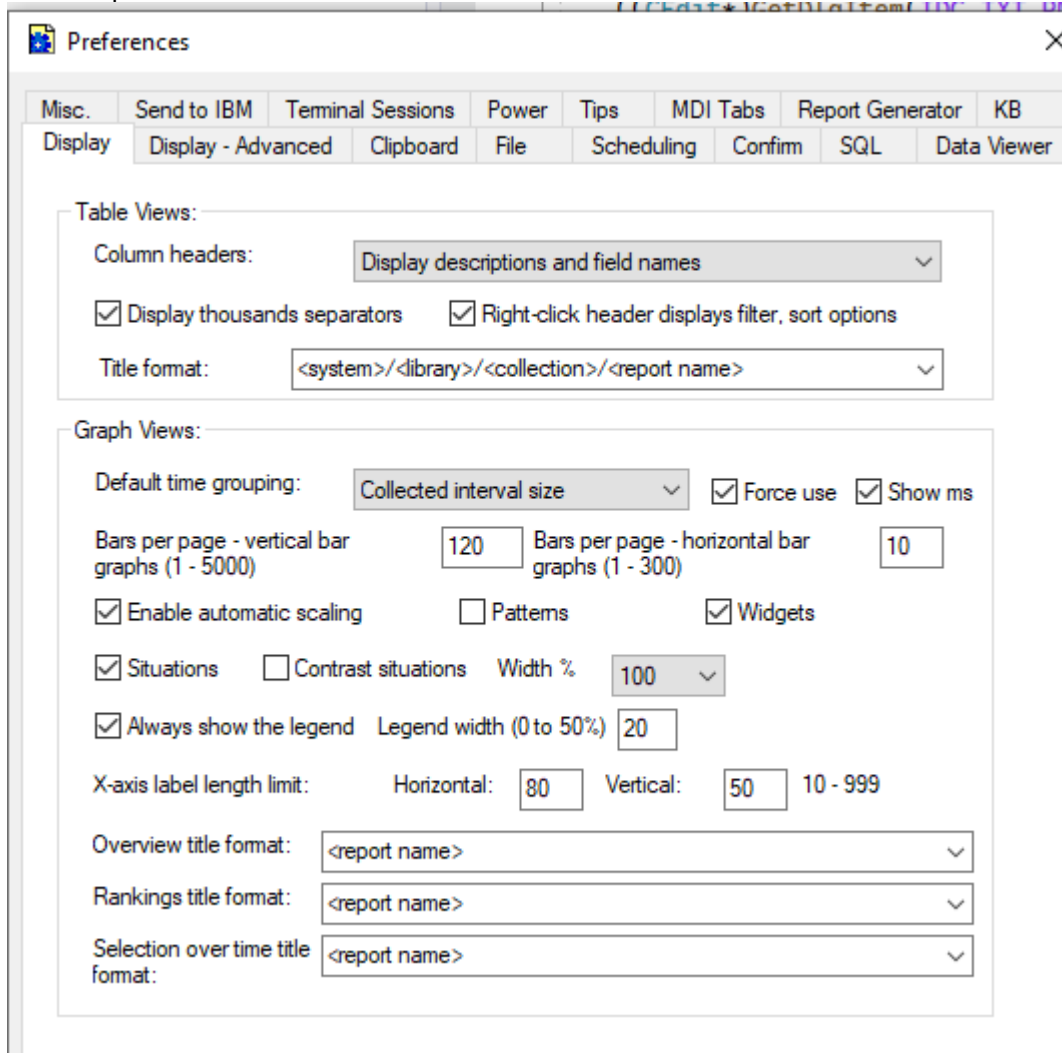 ((CEdit*)GetDlgItem(IDC_TXT
Preferences
Misc. Send to IBM Terminal Sessions Power Tips MDI Tabs Report Generator KB
Display Display - Advanced Clipboard File Scheduling Confirm SQL Data Viewer
Table Views:
Column headers: Display descriptions and field names
Display thousands separators Right-click header displays filter, sort options
Title format: <system>/<library>/<collection>/<report name>
Graph Views:
Default time grouping: Collected interval size Force use Show ms
Bars per page - vertical bar
graphs (1 - 5000) 120 Bars per page - horizontal bar
graphs (1 - 300) 10
Enable automatic scaling Patterns Widgets
Situations Contrast situations Width % 100
Always show the legend Legend width (0 to 50%) 20
X-axis label length limit: Horizontal: 80 Vertical: 50 10 - 999
Overview title format: <report name>
Rankings title format: <report name>
Selection over time title
format: <report name>